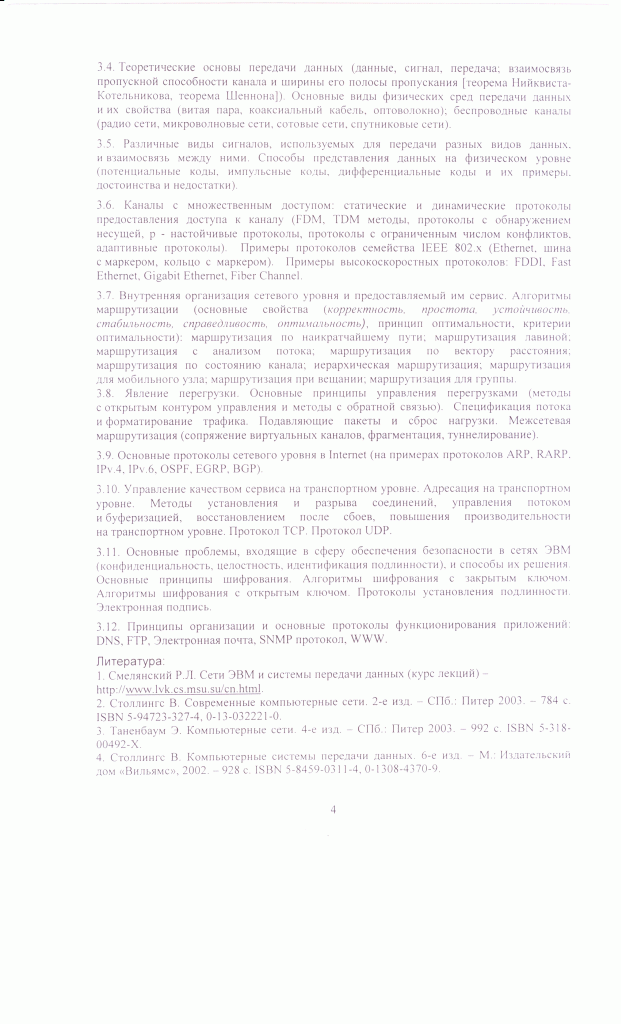 3.4. Теоретические основы передачи данных (данные, сигнал, передача; взаимосвязь
пропускной способности канала и ширины его полосы пропускания [теорема Нийквиста-
Котельникова, теорема Шеннона]). Основные виды физических сред передачи данных
и их свойства (витая пара, коаксиальный кабель, оптоволокно); беспроводные каналы
(радио сети, микроволновые сети, сотовые сети, спутниковые сети).
3.5. Различные виды сигналов, используемых для передачи разных видов данных,
и взаимосвязь между ними. Способы представления данных на физическом уровне
(потенциальные коды, импульсные коды, дифференциальные коды и их примеры,
достоинства и недостатки).
3.6. Каналы с множественным доступом: статические и динамические протоколы
предоставления доступа к каналу (FDM, TDM методы, протоколы с обнаружением
несущей, р - настойчивые протоколы, протоколы с ограниченным числом конфликтов,
адаптивные протоколы). Примеры протоколов семейства IEEE 802.x (Ethernet, шина
с маркером, кольцо с маркером). Примеры высокоскоростных протоколов: FDDI, Fast
Ethernet, Gigabit Ethernet, Fiber Channel.
3.7. Внутренняя организация сетевого уровня и предоставляемый им сервис. Алгоритмы
маршрутизации (основные свойства (корректность, простота, устойчивость,
стабильность, справедливость, оптимальность), принцип оптимальности, критерии
оптимальности): маршрутизация по наикратчайшему пути; маршрутизация лавиной;
маршрутизация с анализом потока; маршрутизация по вектору расстояния;
маршрутизация по состоянию канала; иерархическая маршрутизация; маршрутизация
для мобильного узла; маршрутизация при вещании; маршрутизация для группы.
3.8. Явление перегрузки. Основные принципы управления перегрузками (методы
с открытым контуром управления и методы с обратной связью). Спецификация потока
и форматирование трафика. Подавляющие пакеты и сброс нагрузки. Межсетевая
маршрутизация (сопряжение виртуальных каналов, фрагментация, туннелирование).
3.9. Основные протоколы сетевого уровня в Internet (на примерах протоколов ARP, RARP,
IPv.4, IPv.6, OSPF, EGRP, BGP).
3.10. Управление качеством сервиса на транспортном уровне. Адресация на транспортном
уровне. Методы установления и разрыва соединений, управления потоком
и буферизацией, восстановлением после сбоев, повышения производительности
на транспортном уровне. Протокол TCP. Протокол UDP.
3.11. Основные проблемы, входящие в сферу обеспечения безопасности в сетях ЭВМ
(конфиденциальность, целостность, идентификация подлинности), и способы их решения.
Основные принципы шифрования. Алгоритмы шифрования с закрытым ключом.
Алгоритмы шифрования с открытым ключом. Протоколы установления подлинности.
Электронная подпись.
3.12. Принципы организации и основные протоколы функционирования приложений:
DNS, FTP, Электронная почта, SNMP протокол, WWW.
Литература:
1. Смелянский Р.Л. Сети ЭВМ и системы передачи данных (курс лекций) –
http://www.lvk.cs.msu.su/cn.html.
2. Столлингс В. Современные компьютерные сети. 2-е изд. – СПб.: Питер 2003. – 784 с.
ISBN 5-94723-327-4, 0-13-032221-0.
3. Таненбаум Э. Компьютерные сети. 4-е изд. – СПб.: Питер 2003. – 992 с. ISBN 5-318-
00492-X.
4. Столлингс В. Компьютерные системы передачи данных. 6-е изд. – М.: Издательский
дом «Вильямс», 2002. – 928 с. ISBN 5-8459-0311-4, 0-1308-4370-9.
4